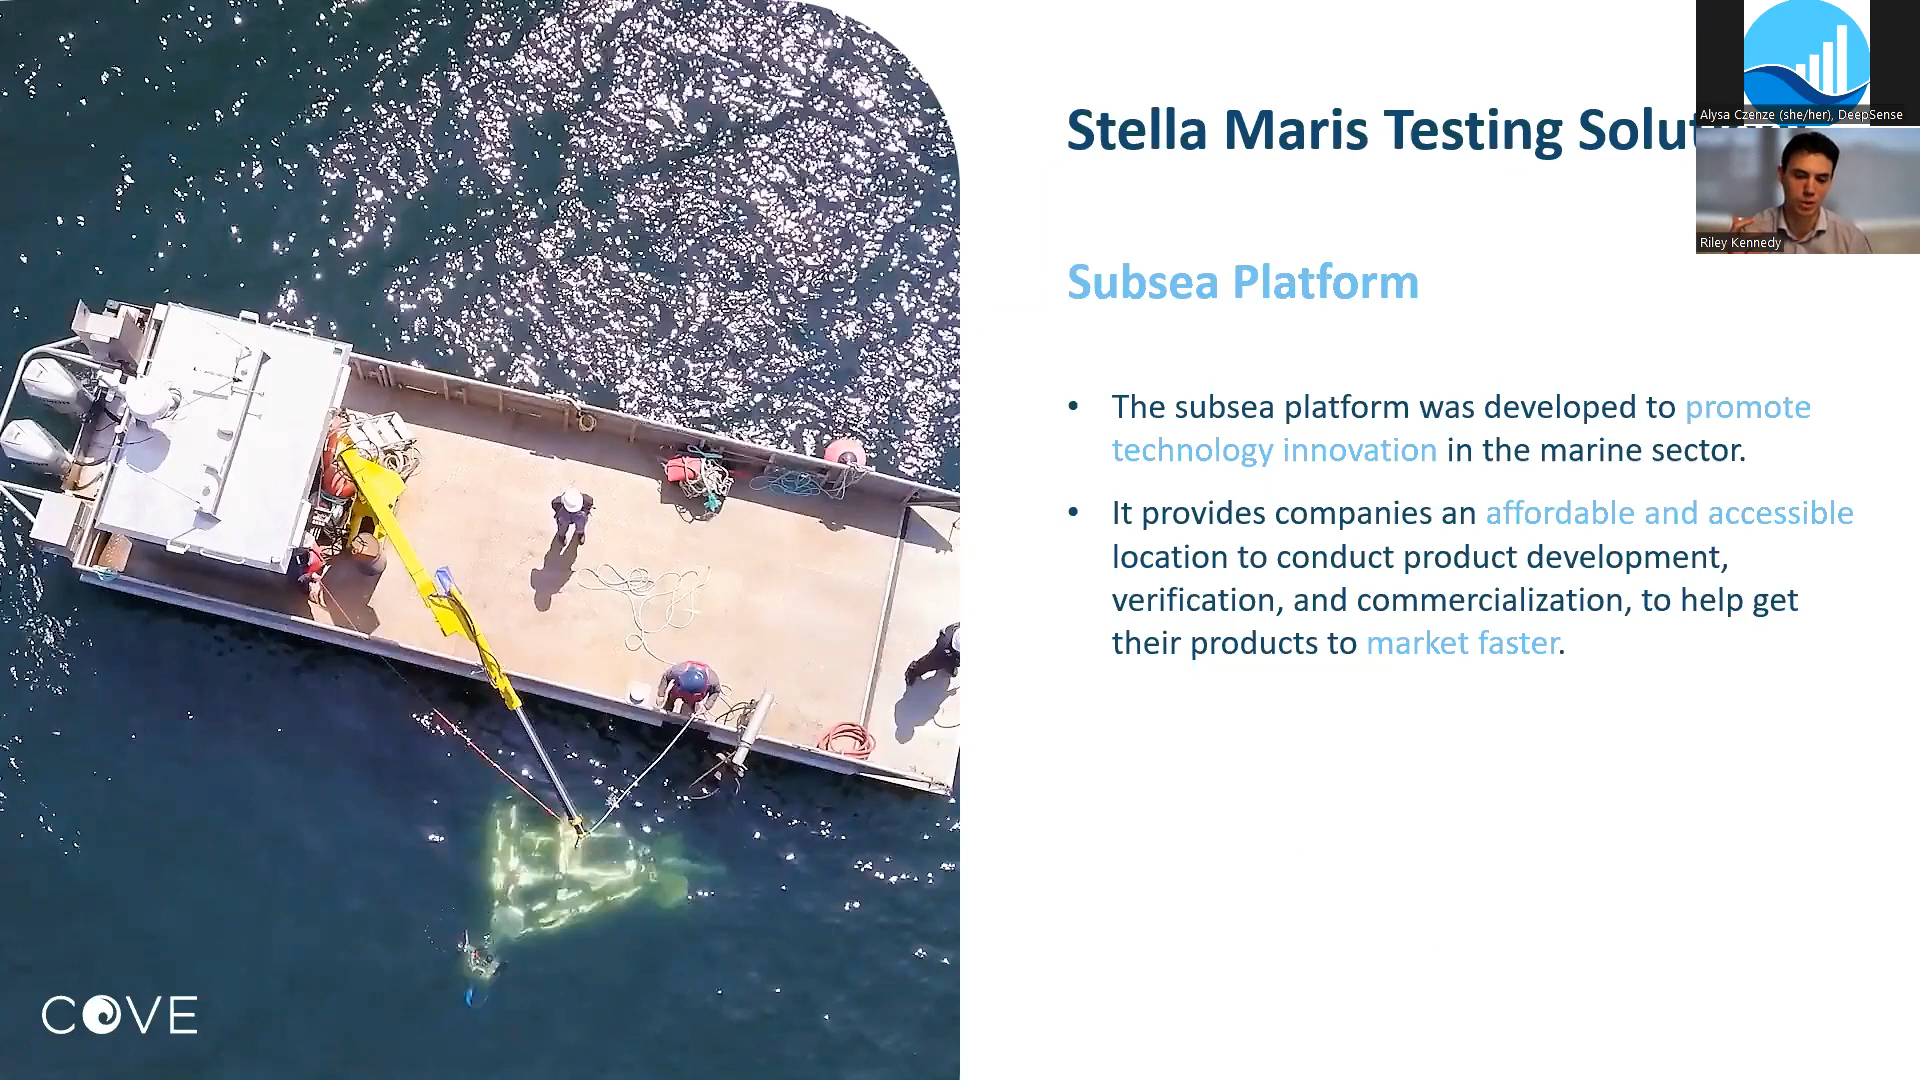 Stella Maris Testing
Alysa Czenze (she/her), DeepSense
Riley Kennedy
Subsea Platform
• The subsea platform was developed to promote
technology innovation in the marine sector.
• It provides companies an affordable and accessible
location to conduct product development,
verification, and commercialization, to help get
their products to market faster.
COVE